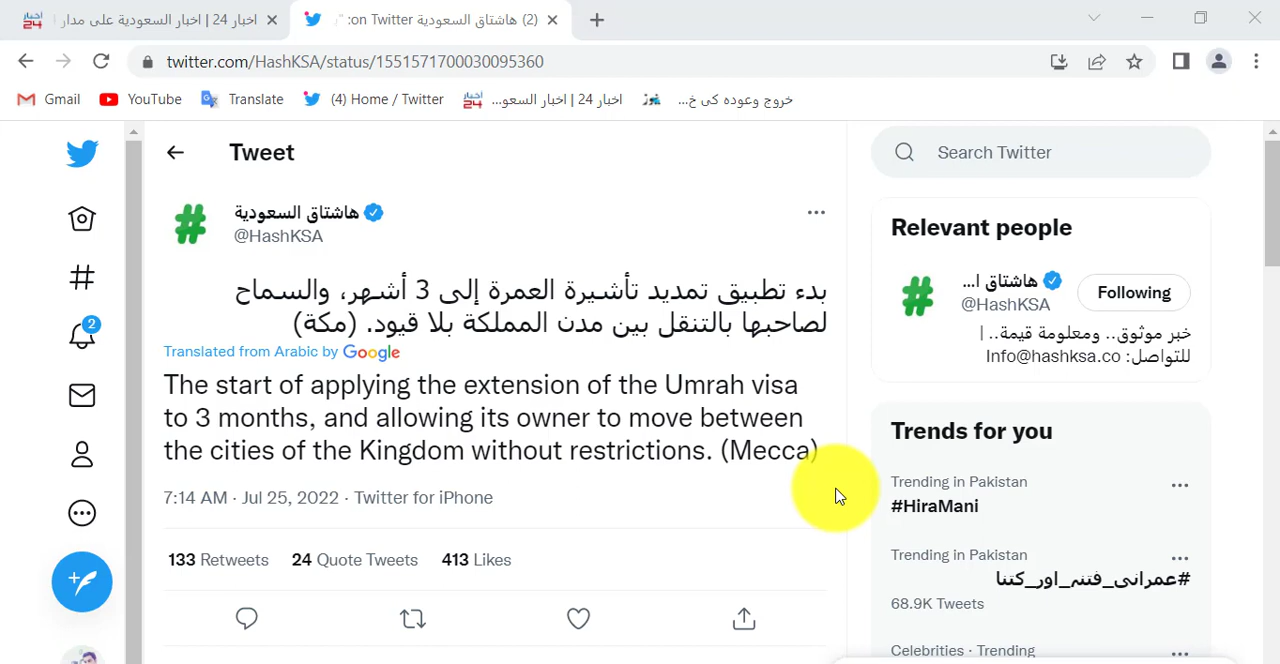 اخبار 24 | اخبار السعودية على مدار
(2) هاشتاق السعودية on Twitter: "
twitter.com/HashKSA/status/1551571700030095360
Gmail
YouTube
Translate
(4) Home / Twitter
اخبار 24 | اخبار السعو...
خروج وعوده کی خ...
Tweet
Search Twitter
هاشتاق السعودية
@HashKSA
بدء تطبيق تمديد تأشيرة العمرة إلى 3 أشهر، والسماح
لصاحبها بالتنقل بين مدن المملكة بلا قيود. (مكة)
Translated from Arabic by Google
The start of applying the extension of the Umrah visa
to 3 months, and allowing its owner to move between
the cities of the Kingdom without restrictions. (Mecca)
7:14 AM · Jul 25, 2022 · Twitter for iPhone
133 Retweets 24 Quote Tweets 413 Likes
2
Relevant people
هاشتاق ا...
@HashKSA
Following
خبر موثوق.. ومعلومة قيمة.. |
للتواصل: Info@hashksa.co
Trends for you
Trending in Pakistan
#HiraMani
Trending in Pakistan
#عمرانی_فتنہ_اور_کتنا
68.9K Tweets
Celebrities · Trending